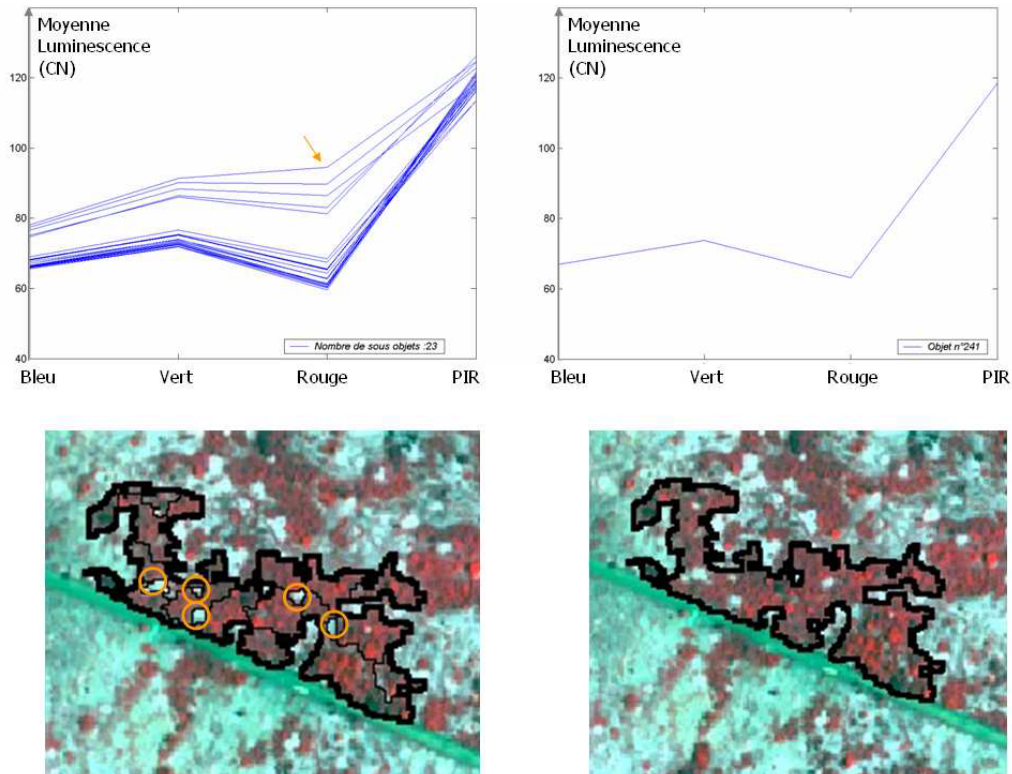 Moyenne
Luminescence
(CN)
120
100
80
60
40
Nombre de sous objets :23
Bleu Vert Rouge PIR
Moyenne
Luminescence
(CN)
120
100
80
60
40
Objet n°241
Bleu Vert Rouge PIR